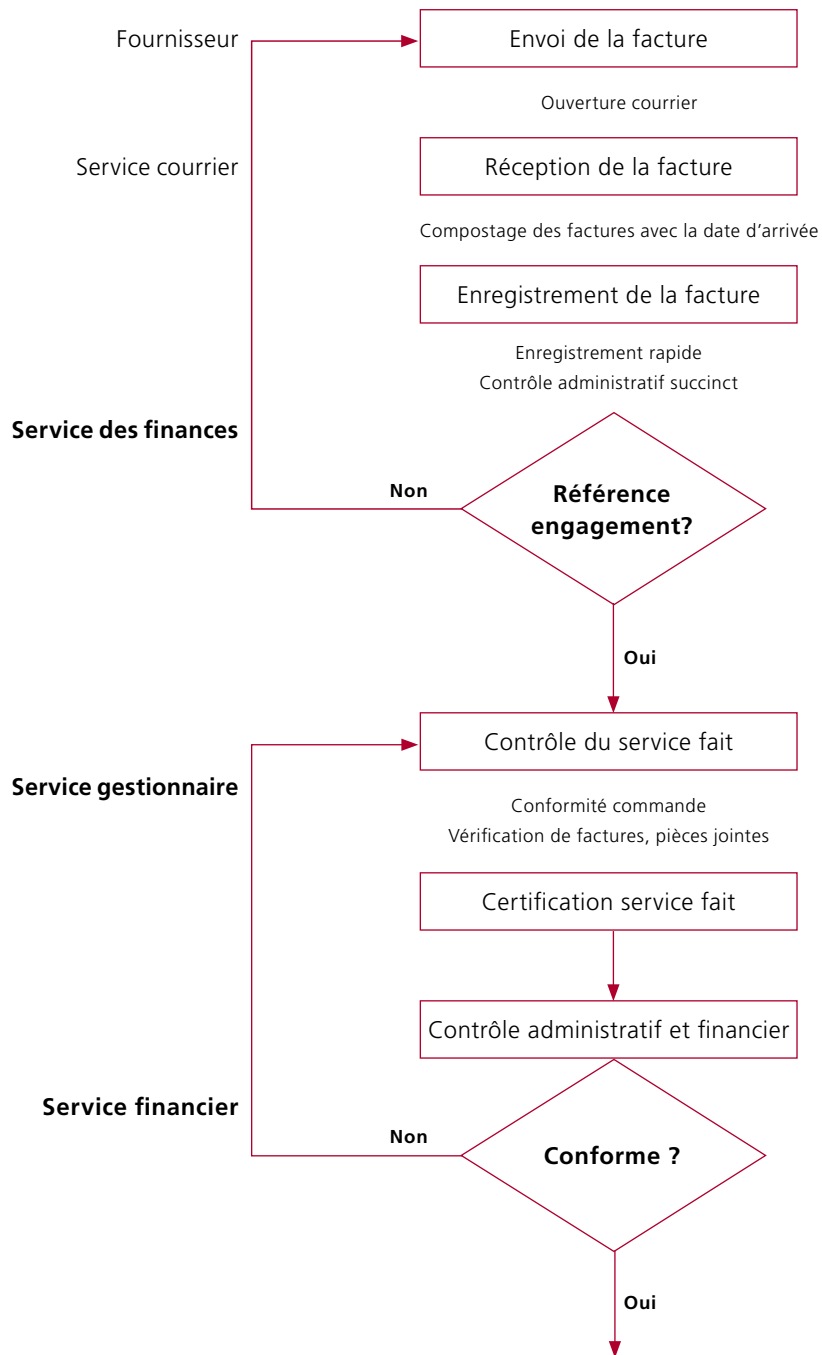 Fournisseur
Envoi de la facture
Ouverture courrier
Service courrier
Réception de la facture
Compostage des factures avec la date d’arrivée
Enregistrement de la facture
Enregistrement rapide
Contrôle administratif succinct
Service des finances
Non
Référence
engagement?
Oui
Contrôle du service fait
Service gestionnaire
Conformité commande
Vérification de factures, pièces jointes
Certification service fait
Contrôle administratif et financier
Service financier
Non
Conforme ?
Oui